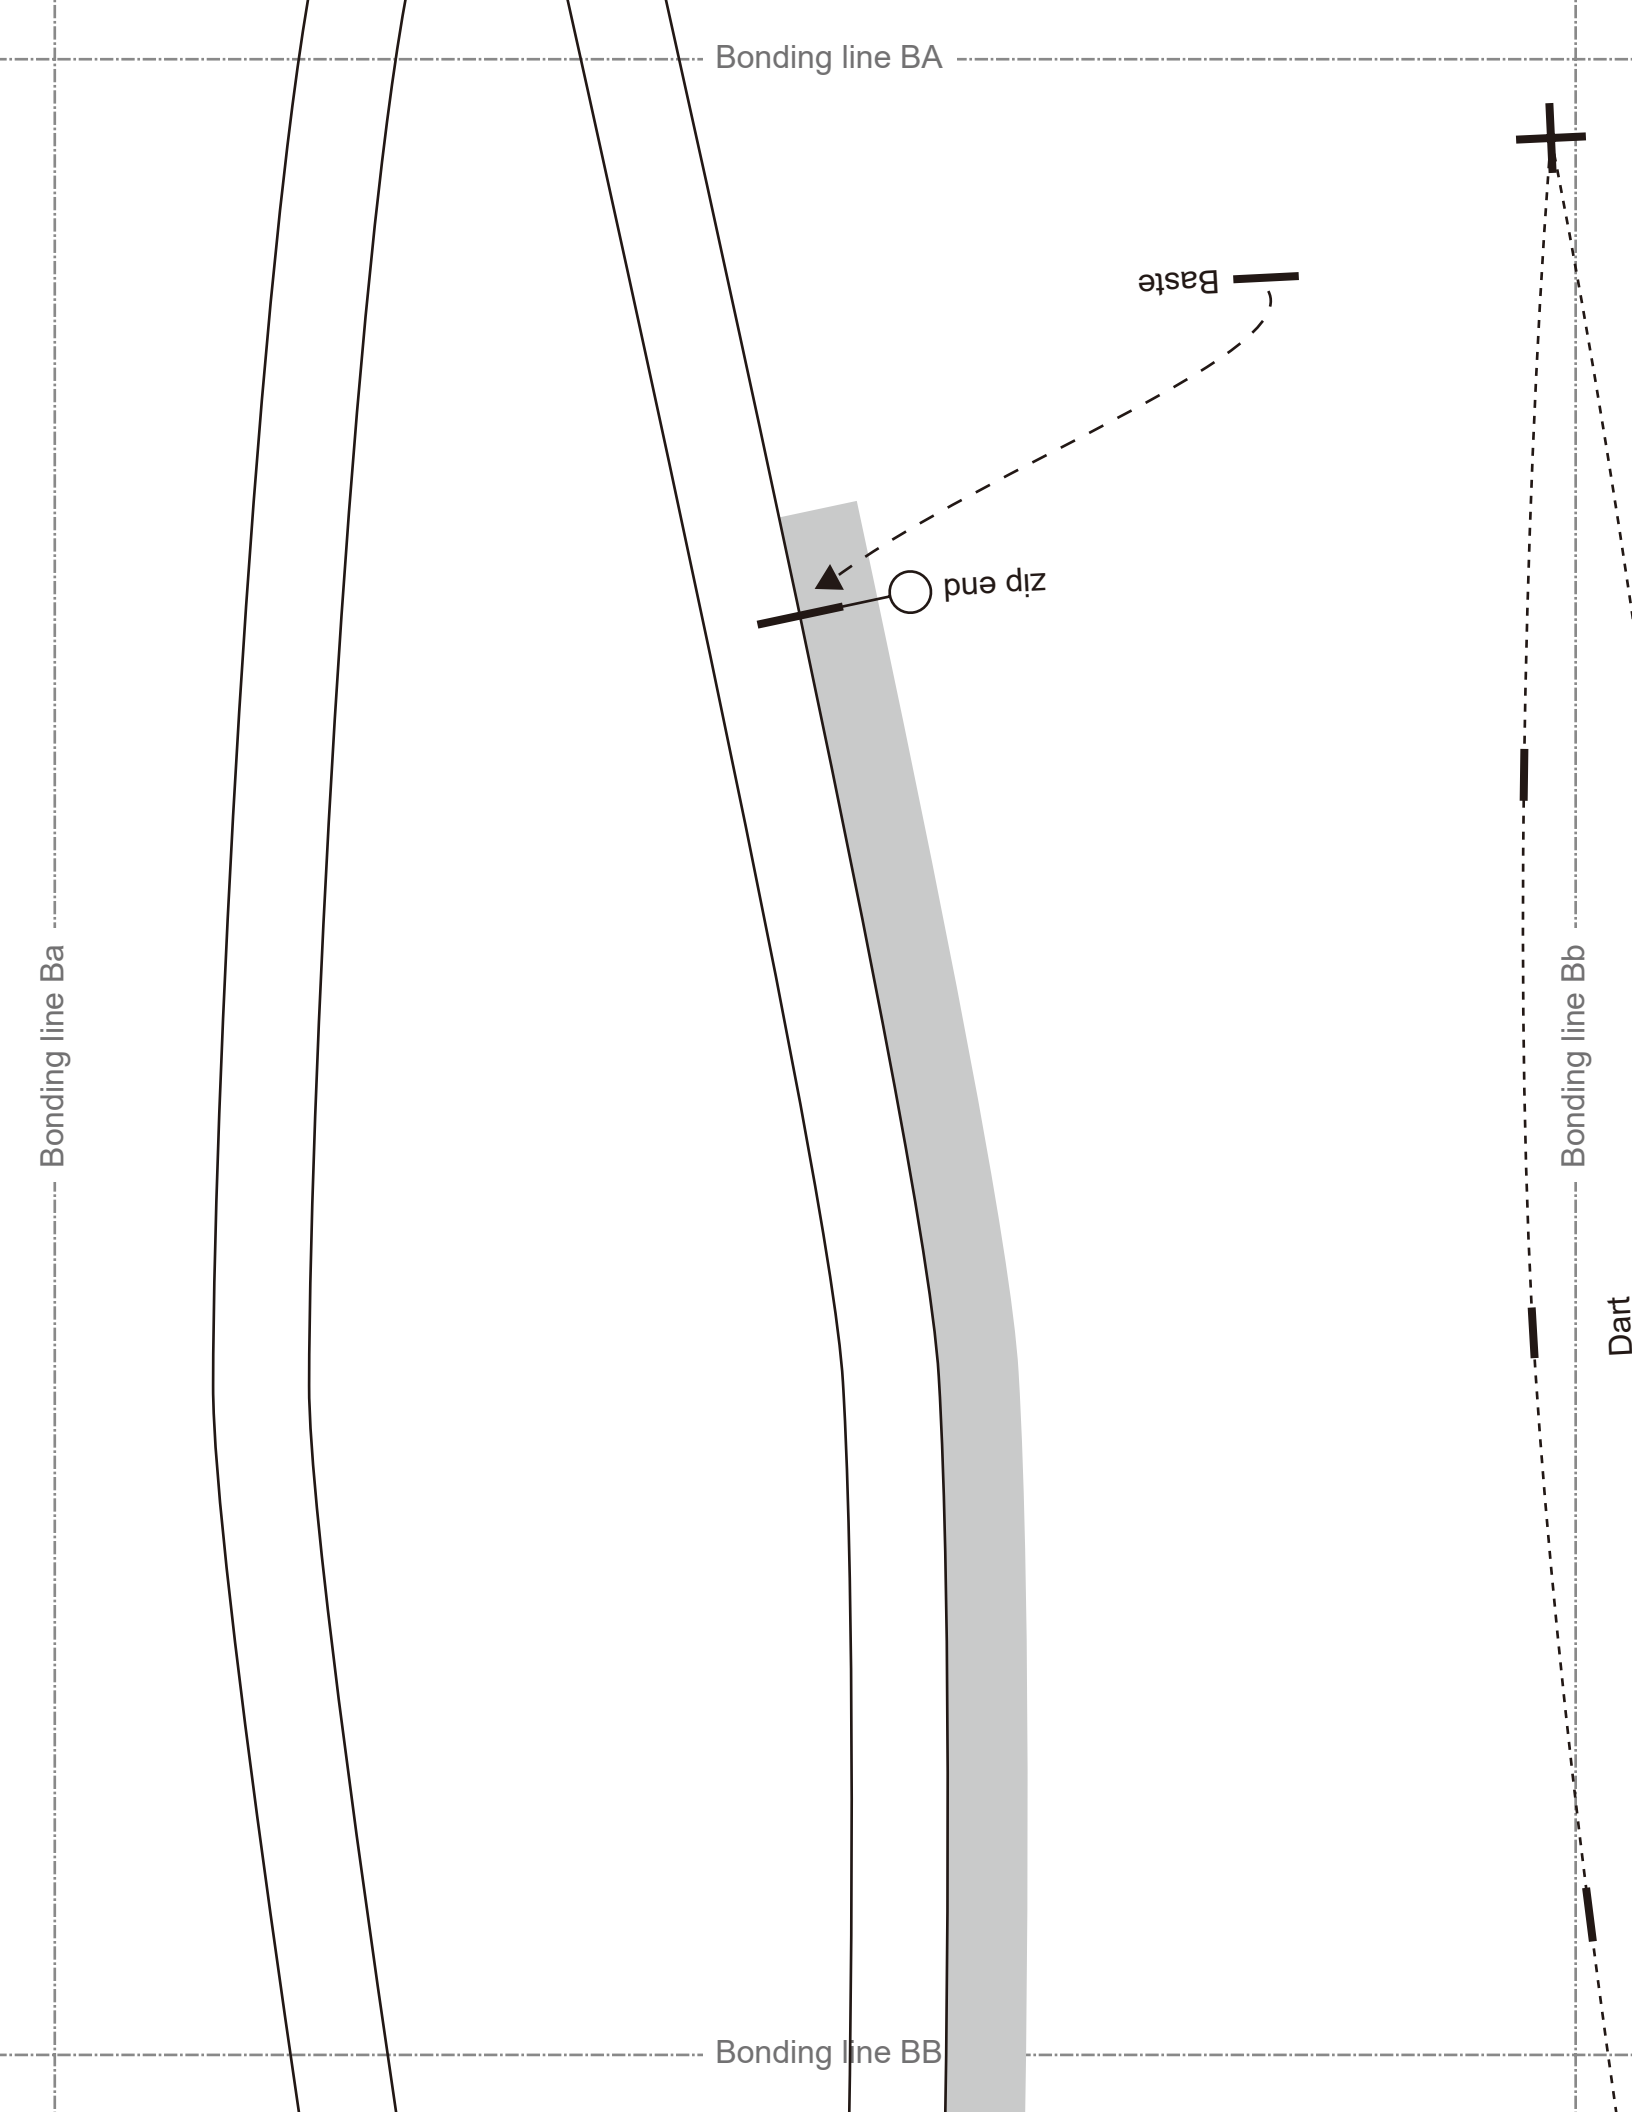 Bonding line BA
Baste
zip end
Bonding line Ba
Bonding line Bb
Dart
Bonding line BB